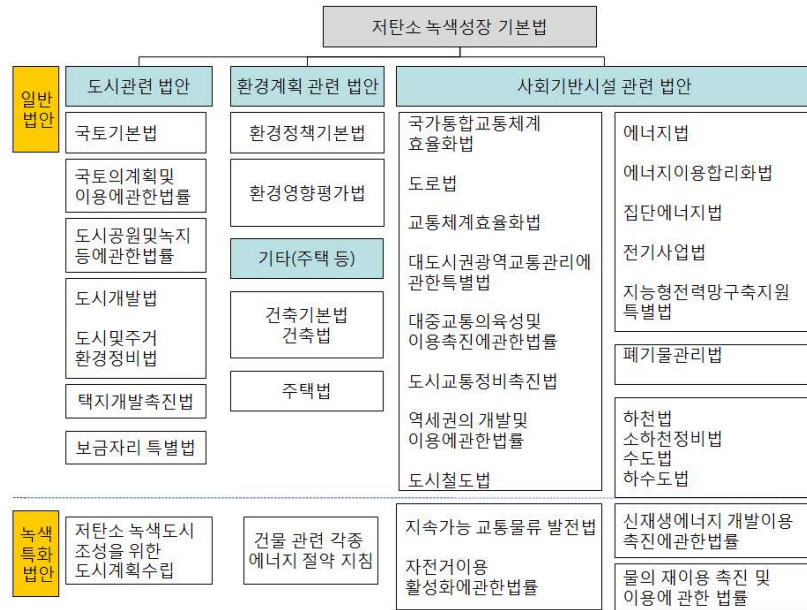 저탄소 녹색성장 기본법
일반
법안
도시관련 법안
국토기본법
국토의계획및
이용에관한법률
도시공원및녹지
등에관한법률
도시개발법
도시및주거
환경정비법
택지개발촉진법
보금자리 특별법
환경계획 관련 법안
환경정책기본법
환경영향평가법
기타(주택 등)
건축기본법
건축법
주택법
사회기반시설 관련 법안
국가통합교통체계
효율화법
도로법
교통체계효율화법
대도시권광역교통관리에
관한특별법
대중교통의육성및
이용촉진에관한법률
도시교통정비촉진법
역세권의 개발및
이용에관한법률
도시철도법
에너지법
에너지이용합리화법
집단에너지법
전기사업법
지능형전력망구축지원
특별법
폐기물관리법
하천법
소하천정비법
수도법
하수도법
녹색
특화
법안
저탄소 녹색도시
조성을 위한
도시계획수립
건물 관련 각종
에너지 절약 지침
지속가능 교통물류 발전법
자전거이용
활성화에관한법률
신재생에너지 개발이용
촉진에관한법률
물의 재이용 촉진 및
이용에 관한 법률